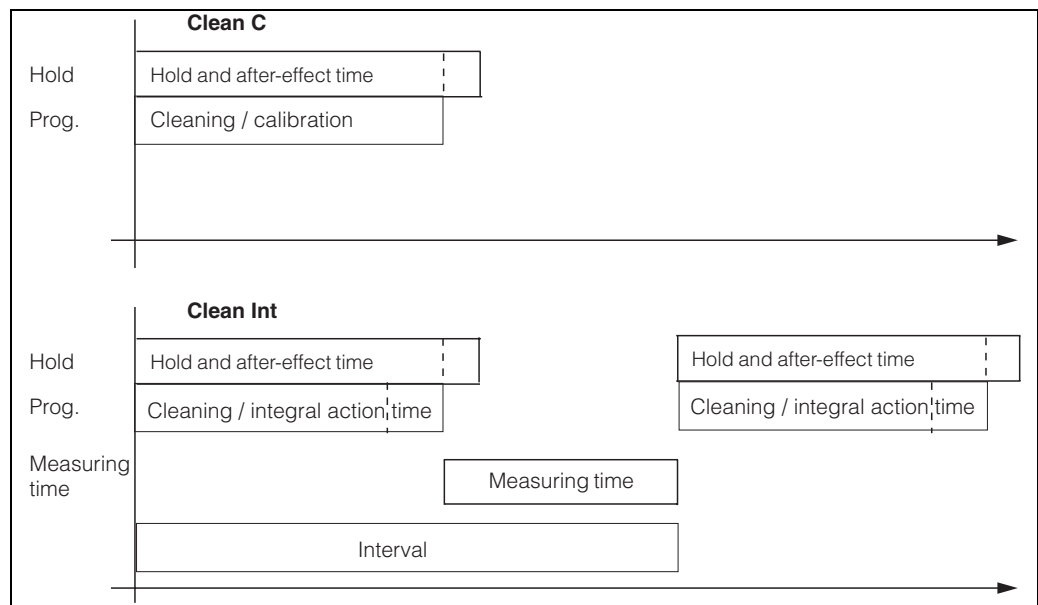 Clean C
Hold
Hold and after-effect time
Prog.
Cleaning / calibration
Clean Int
Hold
Hold and after-effect time
Hold and after-effect time
Prog.
Cleaning / integral action time
Cleaning / integral action time
Measuring
time
Measuring time
Interval